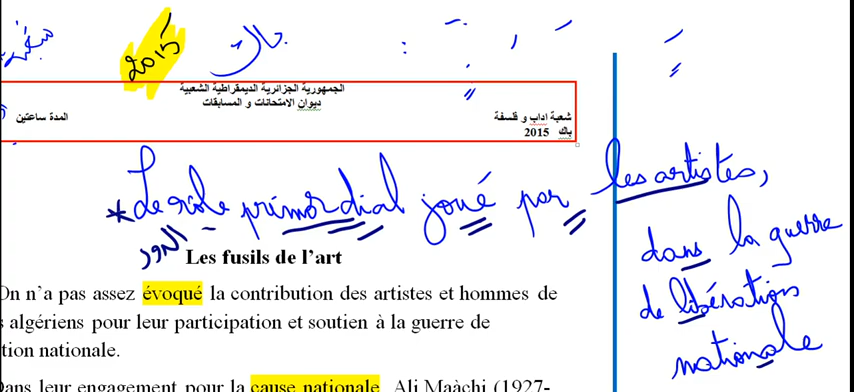 2015
باك
الجمهورية الجزائرية الديمقراطية الشعبية
ديوان الامتحانات و المسابقات
شعبة اداب و فلسفة
المدة ساعتين
باك 2015
*Le rôle primordial joué par les artistes,
dans la guerre
de libération
nationale
الدور
Les fusils de l'art
On n'a pas assez évoqué la contribution des artistes et hommes de
s algériens pour leur participation et soutien à la guerre de
tion nationale.
Dans leur engagement pour la cause nationale, Ali Maàchi (1927-